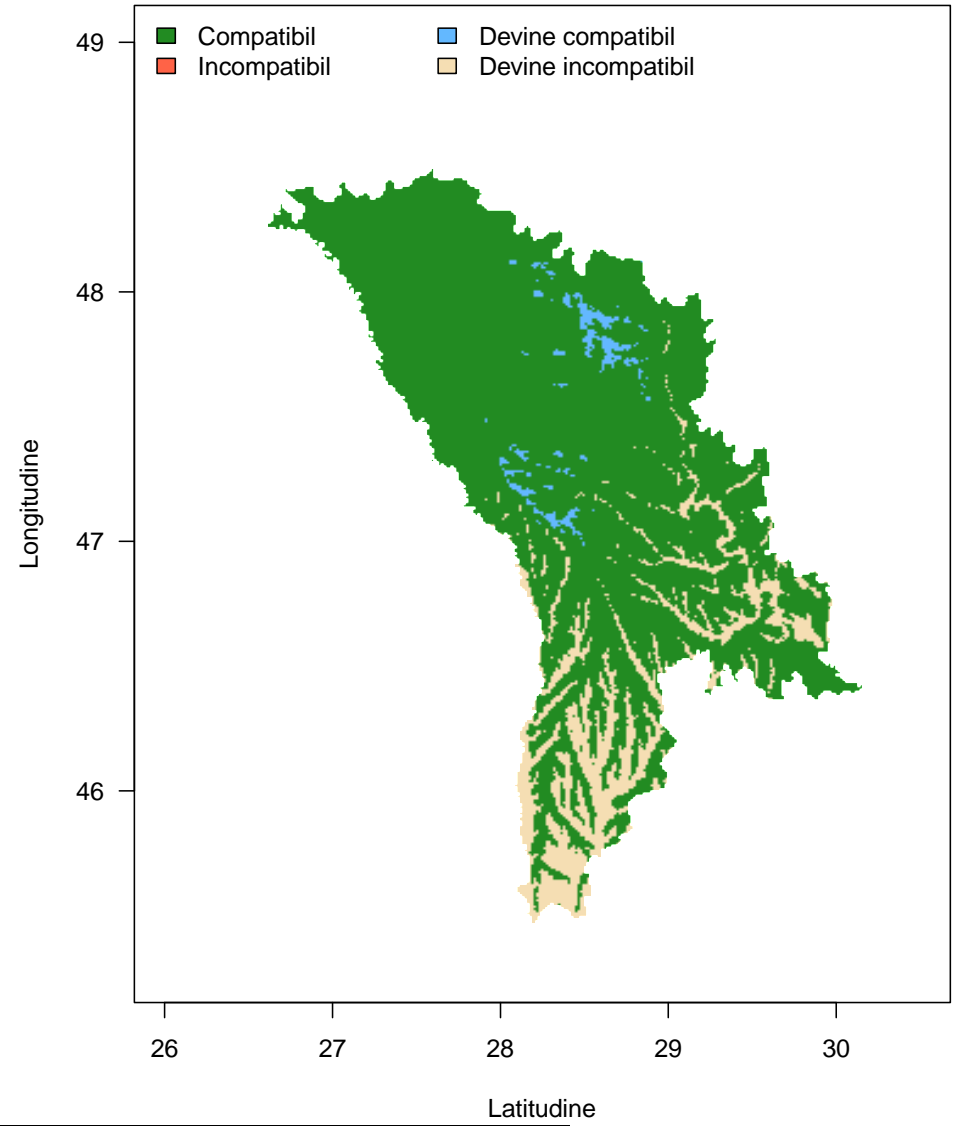 Compatibil
Devine compatibil
Incompatibil
Devine incompatibil
49
48
47
46
Longitudine
26 27 28 29 30
Latitudine